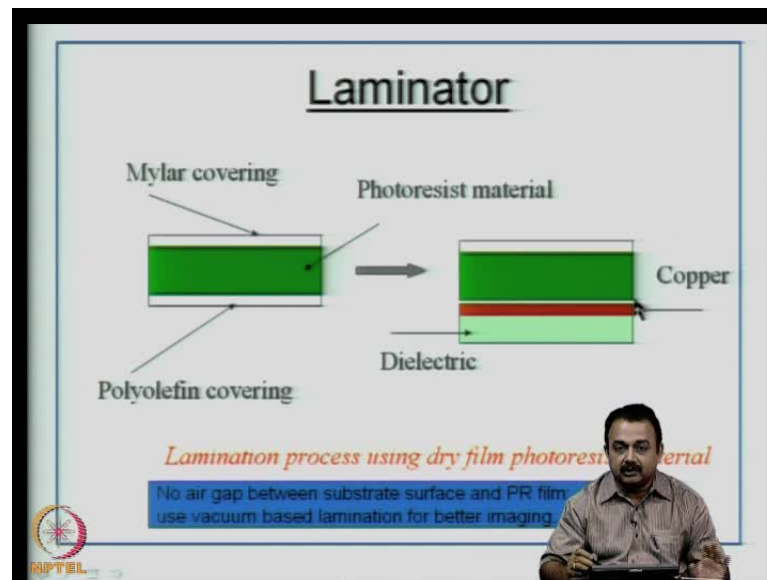 Laminator
Mylar covering
Photoresist material
Copper
Dielectric
Polyolefin covering
Lamination process using dry film photoresist
No air gap between substrate surface and PR film;
use vacuum based lamination for better imaging.
NPTEL